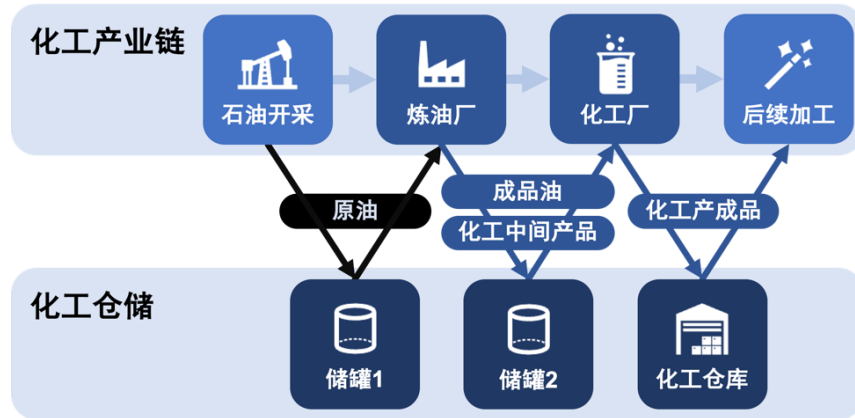 化工产业链
石油开采
炼油厂
化工厂
后续加工
原油
成品油
化工中间产品
化工产成品
化工仓储
储罐1
储罐2
化工仓库